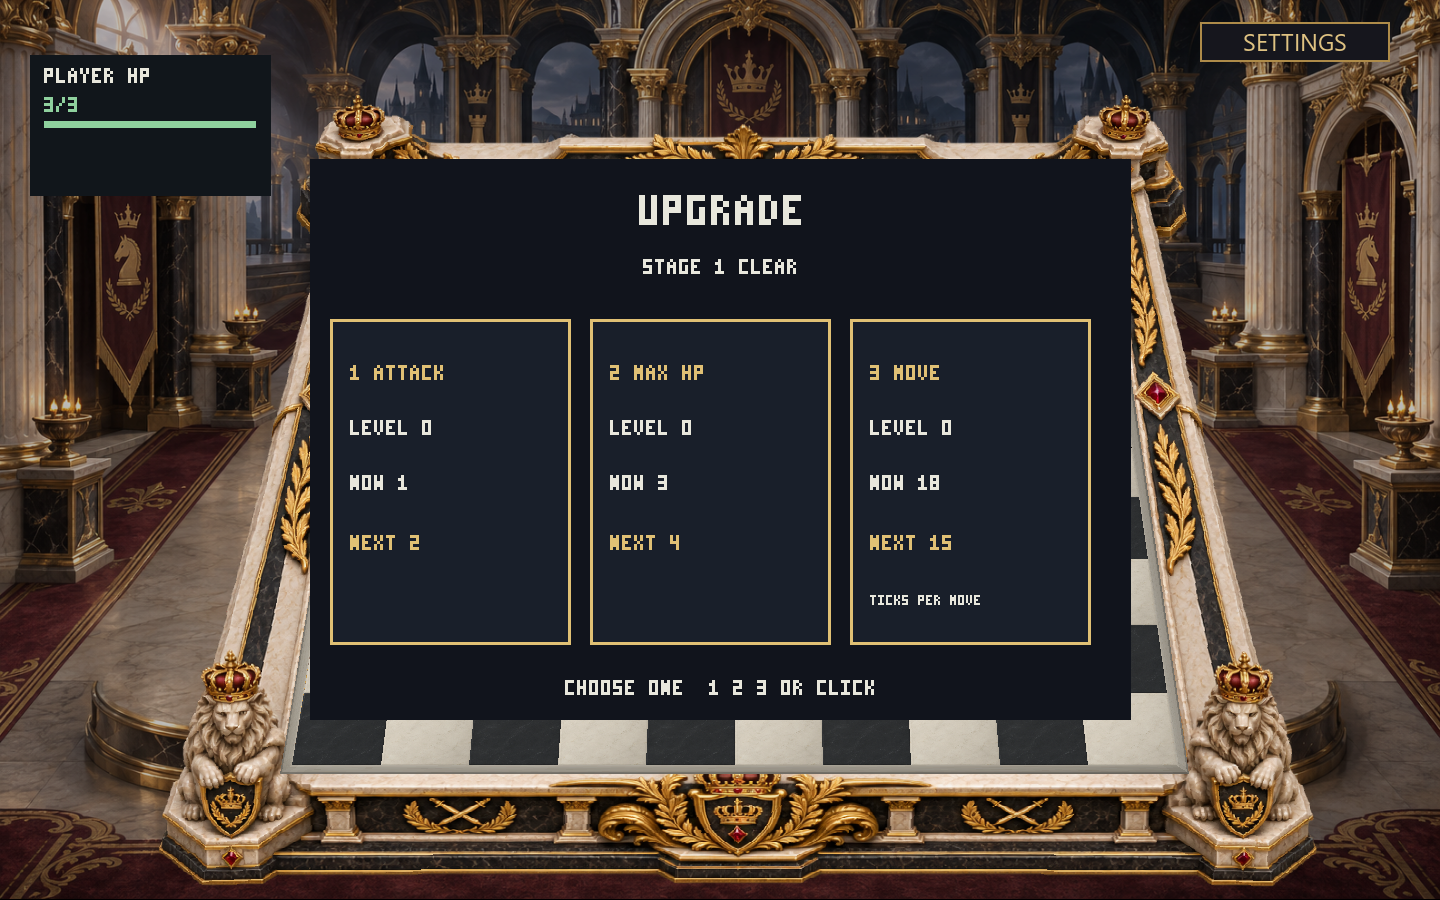 SETTINGS
PLAYER HP
3/3
UPGRADE
STAGE 1 CLEAR
1 ATTACK
LEVEL 0
NOW 1
NEXT 2
2 MAX HP
LEVEL 0
NOW 3
NEXT 4
3 MOVE
LEVEL 0
NOW 18
NEXT 15
TICKS PER MOVE
CHOOSE ONE 1 2 3 OR CLICK